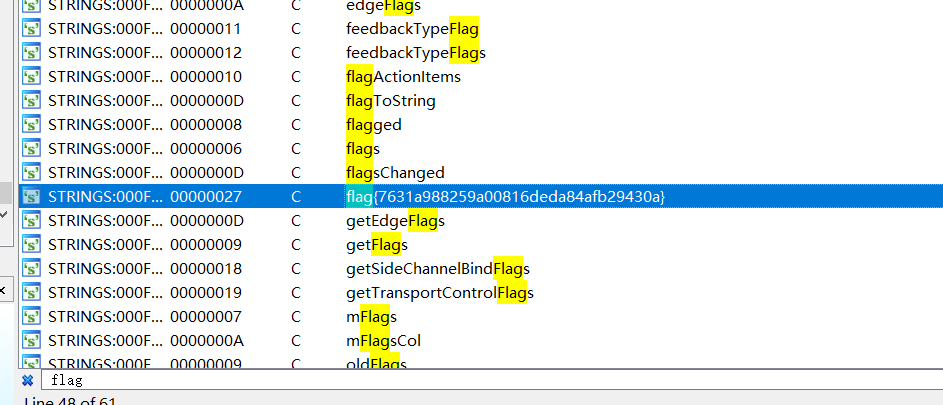 STRINGS:000F... 0000000A C edgeFlags
STRINGS:000F... 00000011 C feedbackTypeFlag
STRINGS:000F... 00000012 C feedbackTypeFlags
STRINGS:000F... 00000010 C flagActionItems
STRINGS:000F... 0000000D C flagToString
STRINGS:000F... 00000008 C flagged
STRINGS:000F... 00000006 C flags
STRINGS:000F... 0000000D C flagsChanged
STRINGS:000F... 00000027 C flag{7631a988259a00816deda84afb29430a}
STRINGS:000F... 0000000D C getEdgeFlags
STRINGS:000F... 00000009 C getFlags
STRINGS:000F... 00000018 C getSideChannelBindFlags
STRINGS:000F... 00000019 C getTransportControlFlags
STRINGS:000F... 00000007 C mFlags
STRINGS:000F... 0000000A C mFlagsCol
STRINGS:000F... 00000009 C oldFlags
flag
Line 48 of 61